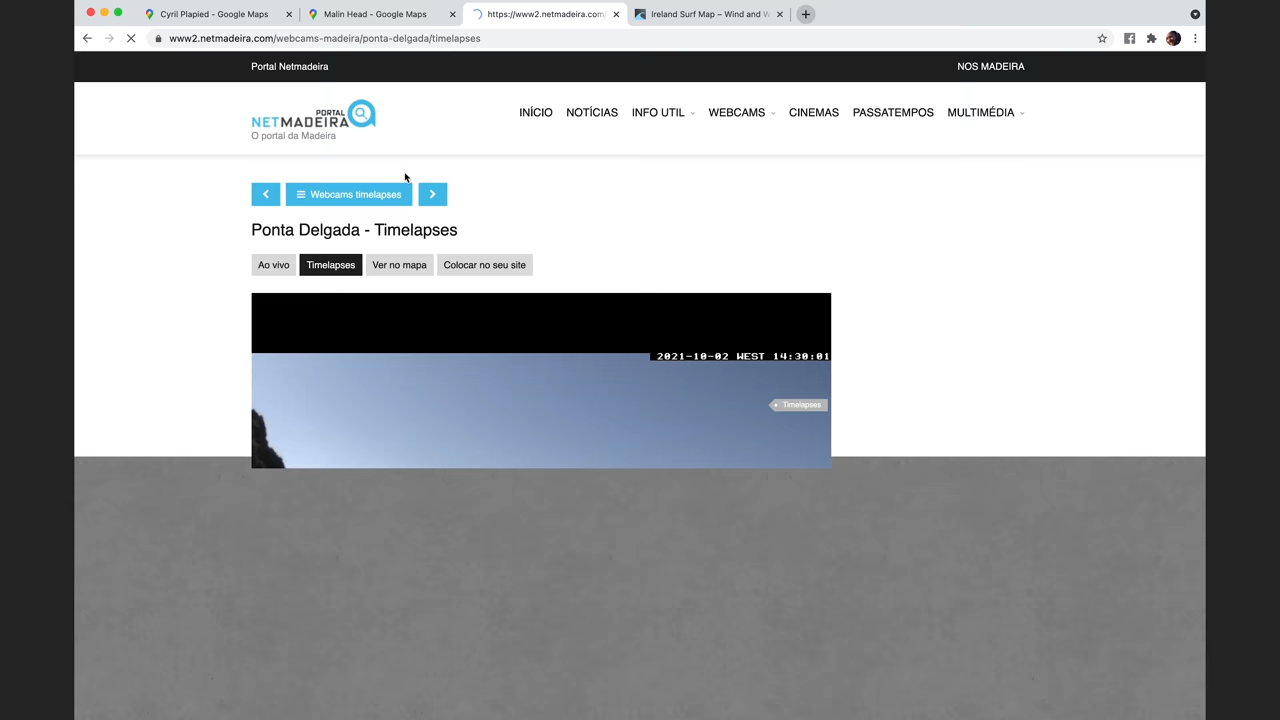 Cyril Plapied - Google Maps
Malin Head - Google Maps
https://www2.netmadeira.com/
Ireland Surf Map – Wind and W
www2.netmadeira.com/webcams-madeira/ponta-delgada/timelapses
Portal Netmadeira
NOS MADEIRA
PORTAL
NETMADEIRA
O portal da Madeira
INÍCIO NOTÍCIAS INFO UTIL WEBCAMS CINEMAS PASSATEMPOS MULTIMÉDIA
Webcams timelapses
Ponta Delgada - Timelapses
Ao vivo Timelapses Ver no mapa Colocar no seu site
2021-10-02 WEST 14:30:01
Timelapses